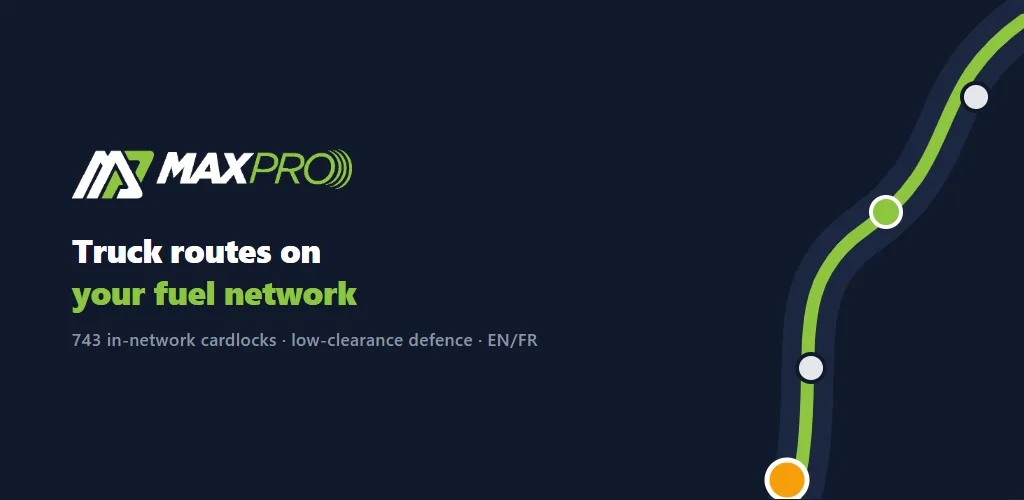 MAXPRO
Truck routes on
your fuel network
743 in-network cardlocks · low-clearance defence · EN/FR